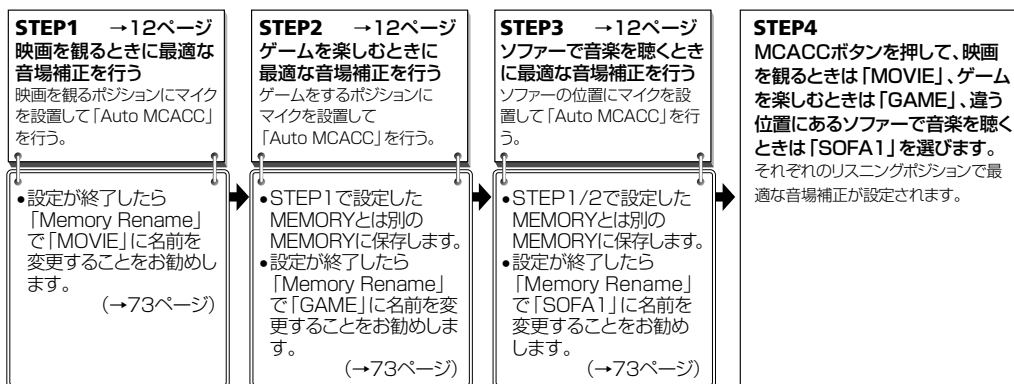 STEP1 →12ページ
映画を観るときに最適な
音場補正を行う
映画を観るポジションにマイク
を設置して「Auto MCACC」
を行う。
•設定が終了したら
「Memory Rename」
で「MOVIE」に名前を
変更することをお勧めし
ます。
(→73ページ)
STEP2 →12ページ
ゲームを楽しむときに
最適な音場補正を行う
ゲームをするポジションに
マイクを設置して
「Auto MCACC」を行う。
•STEP1で設定した
MEMORYとは別の
MEMORYに保存します。
•設定が終了したら
「Memory Rename」
で「GAME」に名前を変
更することをお勧めしま
す。
(→73ページ)
STEP3 →12ページ
ソファーで音楽を聴くとき
に最適な音場補正を行う
ソファーの位置にマイクを設
置して「Auto MCACC」を行
う。
•STEP1/2で設定した
MEMORYとは別の
MEMORYに保存します。
•設定が終了したら
「Memory Rename」
で「SOFA1」に名前を
変更することをお勧め
します。
(→73ページ)
STEP4
MCACCボタンを押して、映画
を観るときは「MOVIE」、ゲーム
を楽しむときは「GAME」、違う
位置にあるソファーで音楽を聴く
ときは「SOFA1」を選びます。
それぞれのリスニングポジションで最
適な音場補正が設定されます。